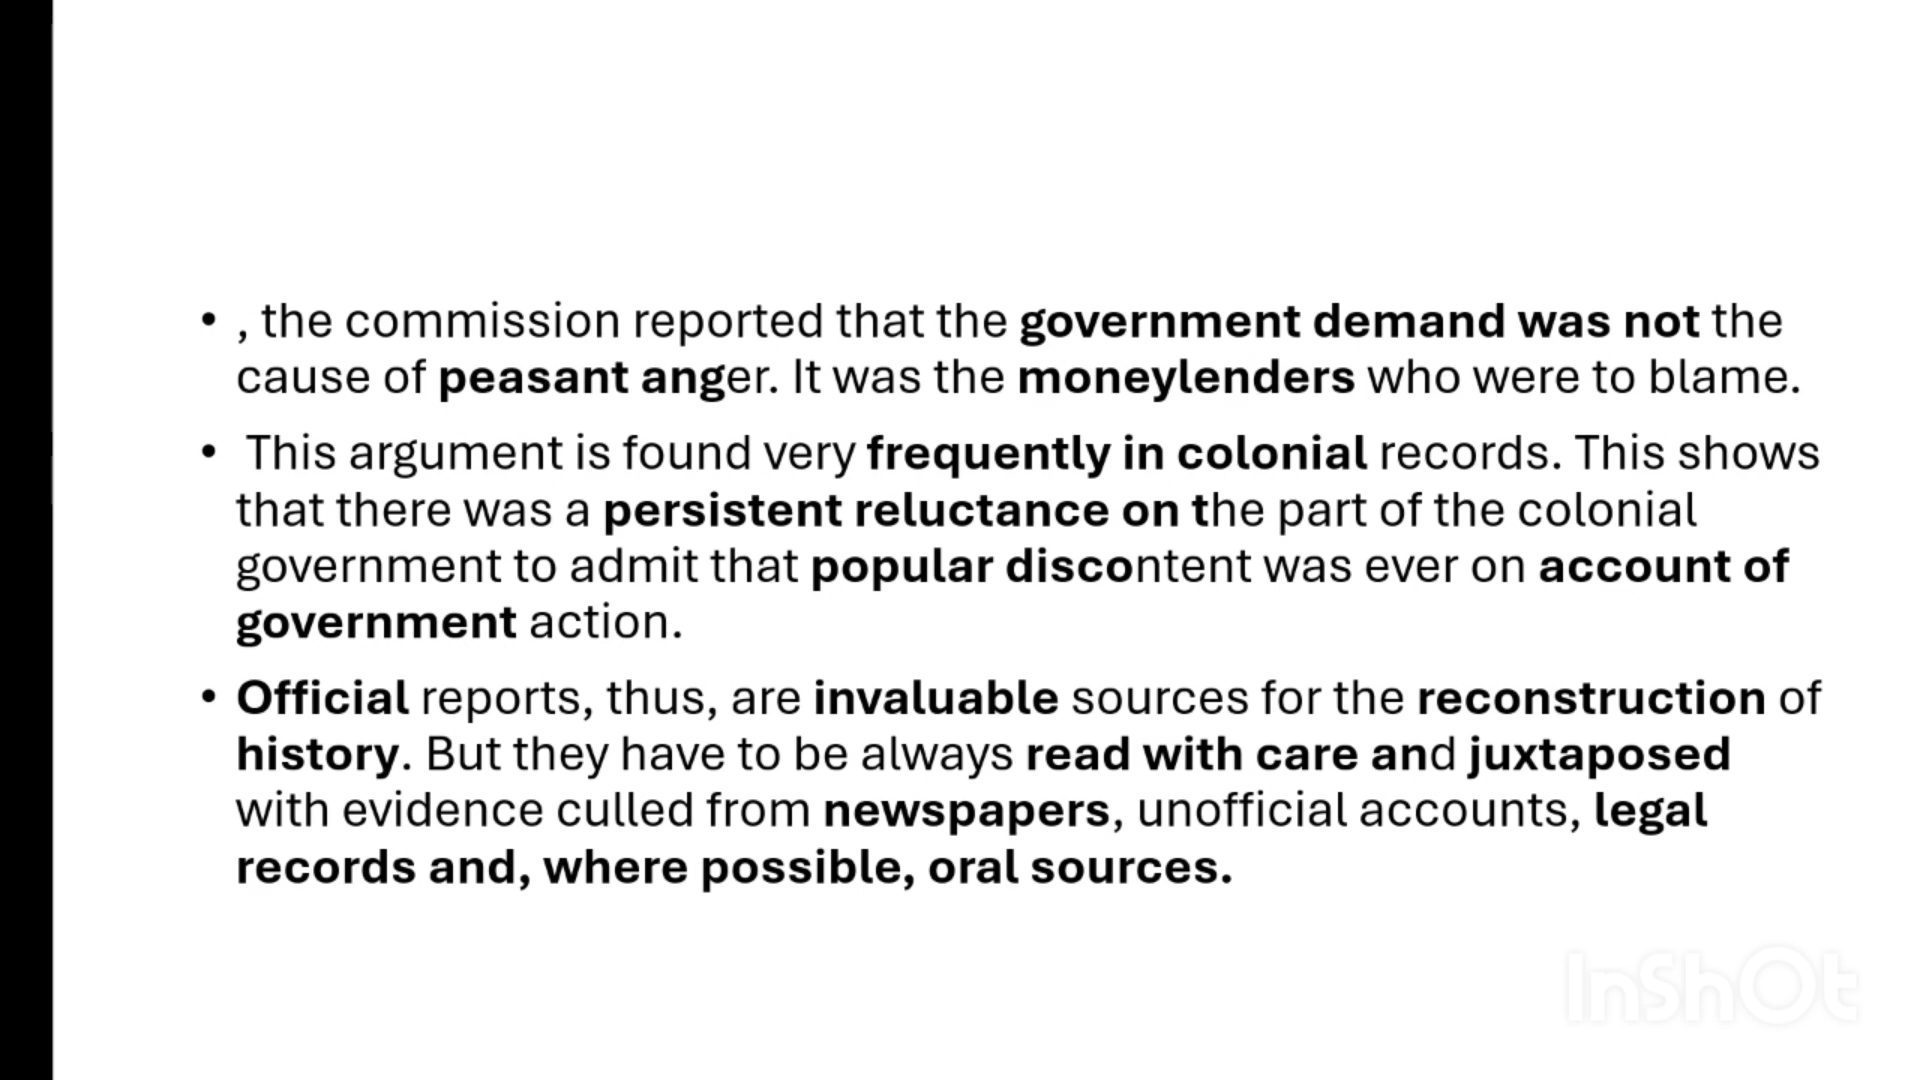 • , the commission reported that the government demand was not the
cause of peasant anger. It was the moneylenders who were to blame.
• This argument is found very frequently in colonial records. This shows
that there was a persistent reluctance on the part of the colonial
government to admit that popular discontent was ever on account of
government action.
• Official reports, thus, are invaluable sources for the reconstruction of
history. But they have to be always read with care and juxtaposed
with evidence culled from newspapers, unofficial accounts, legal
records and, where possible, oral sources.
InShOt